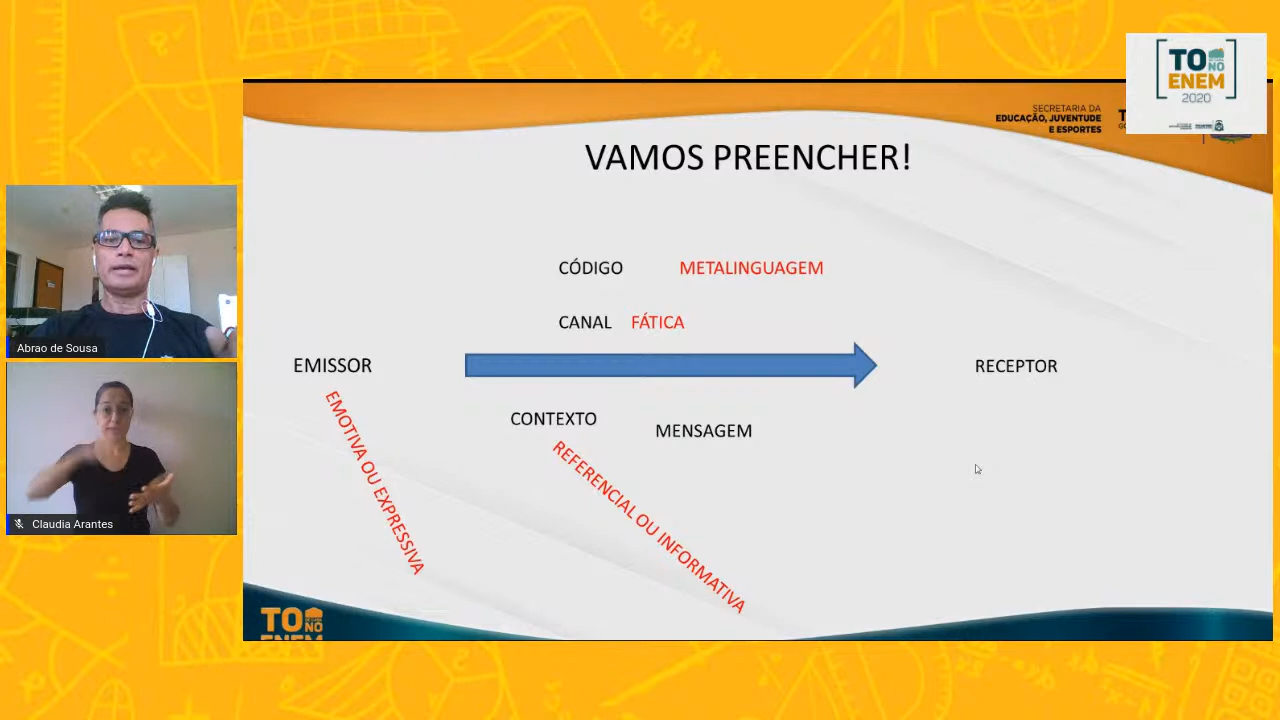 TO
NO
ENEM
2020
SECRETARIA DA
EDUCAÇÃO, JUVENTUDE
E ESPORTES
VAMOS PREENCHER!
CÓDIGO METALINGUAGEM
CANAL FÁTICA
EMISSOR
RECEPTOR
CONTEXTO
MENSAGEM
EMOTIVA OU EXPRESSIVA
REFERENCIAL OU INFORMATIVA
Abrao de Sousa
Claudia Arantes
TO
NO
ENEM